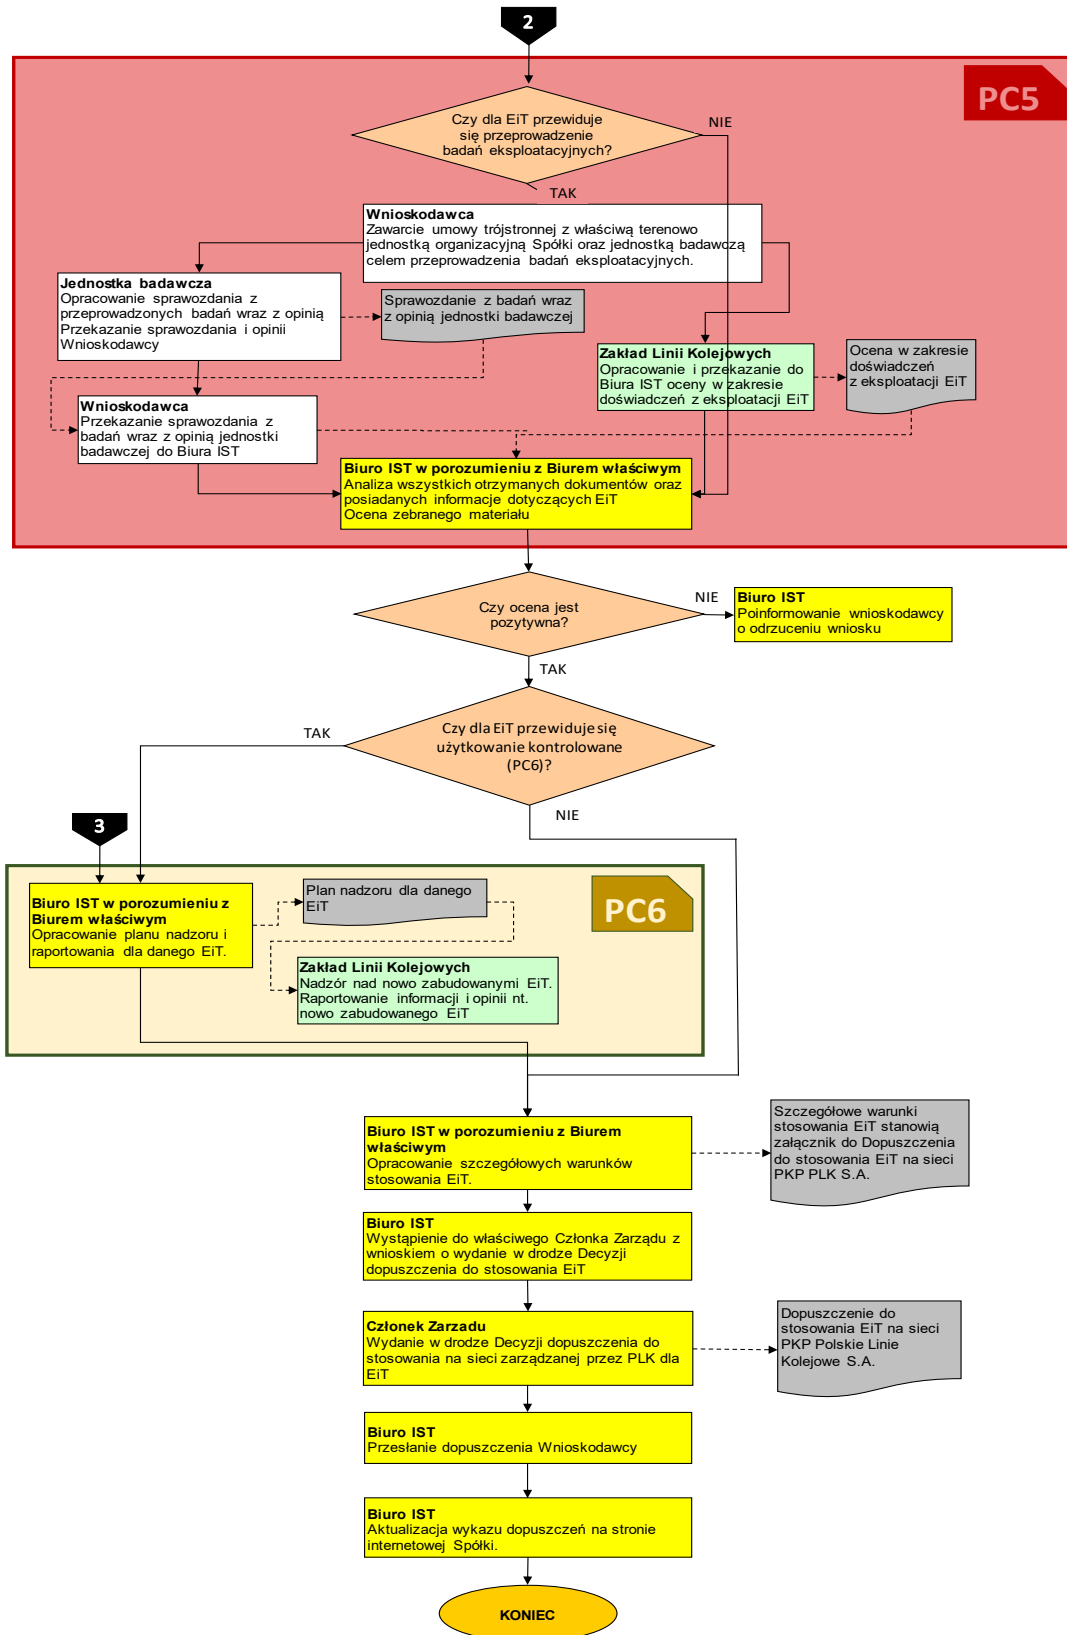 2
PC5
Czy dla EiT przewiduje
się przeprowadzenie
badań eksploatacyjnych?
NIE
TAK
Wnioskodawca
Zawarcie umowy trójstronnej z właściwą terenowo
jednostką organizacyjną Spółki oraz jednostką badawczą
celem przeprowadzenia badań eksploatacyjnych.
Jednostka badawcza
Opracowanie sprawozdania z
przeprowadzonych badań wraz z opinią
Przekazanie sprawozdania i opinii
Wnioskodawcy
Sprawozdanie z badań wraz
z opinią jednostki badawczej
Zakład Linii Kolejowych
Opracowanie i przekazanie do
Biura IST oceny w zakresie
doświadczeń z eksploatacji EiT
Ocena w zakresie
doświadczeń
z eksploatacji EiT
Wnioskodawca
Przekazanie sprawozdania z
badań wraz z opinią jednostki
badawczej do Biura IST
Biuro IST w porozumieniu z Biurem właściwym
Analiza wszystkich otrzymanych dokumentów oraz
posiadanych informacje dotyczących EiT
Ocena zebranego materiału
Czy ocena jest
pozytywna?
NIE
Biuro IST
Poinformowanie wnioskodawcy
o odrzuceniu wniosku
TAK
Czy dla EiT przewiduje się
użytkowanie kontrolowane
(PC6)?
TAK
NIE
3
PC6
Biuro IST w porozumieniu z
Biurem właściwym
Opracowanie planu nadzoru i
raportowania dla danego EiT.
Plan nadzoru dla danego
EiT
Zakład Linii Kolejowych
Nadzór nad nowo zabudowanymi EiT.
Raportowanie informacji i opinii nt.
nowo zabudowanego EiT
Biuro IST w porozumieniu z Biurem
właściwym
Opracowanie szczegółowych warunków
stosowania EiT.
Szczegółowe warunki
stosowania EiT stanowią
załącznik do Dopuszczenia
do stosowania EiT na sieci
PKP PLK S.A.
Biuro IST
Wystąpienie do właściwego Członka Zarządu z
wnioskiem o wydanie w drodze Decyzji
dopuszczenia do stosowania EiT
Członek Zarzadu
Wydanie w drodze Decyzji dopuszczenia do
stosowania na sieci zarządzanej przez PLK dla
EiT
Dopuszczenie do
stosowania EiT na sieci
PKP Polskie Linie
Kolejowe S.A.
Biuro IST
Przesłanie dopuszczenia Wnioskodawcy
Biuro IST
Aktualizacja wykazu dopuszczeń na stronie
internetowej Spółki.
KONIEC